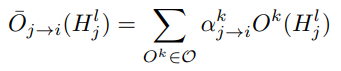 Ō_{j→i}(H_j^l) = ∑_{O^k∈𝒪} α_{j→i}^k O^k(H_j^l)